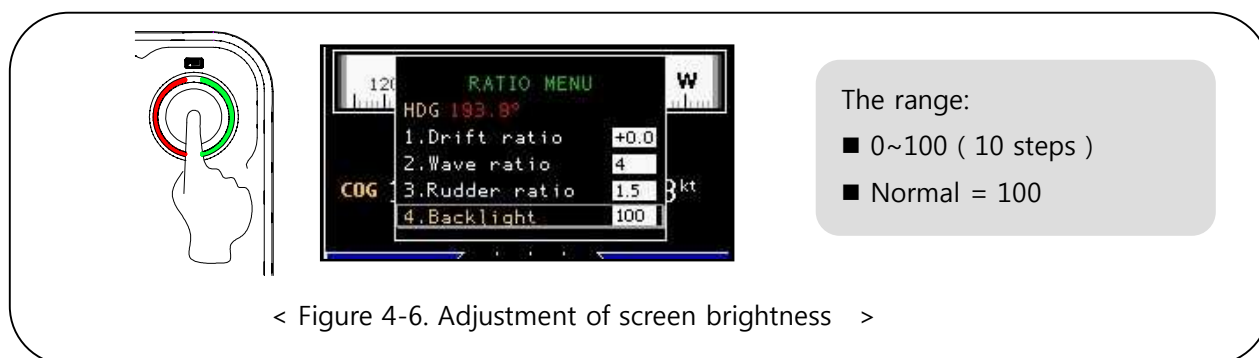 120
W
RATIO MENU
HDG 193.8°
1.Drift ratio +0.0
2.Wave ratio 4
COG 1
3.Rudder ratio 1.5
3 kt
4.Backlight 100
The range:
■ 0~100 ( 10 steps )
■ Normal = 100
< Figure 4-6. Adjustment of screen brightness >